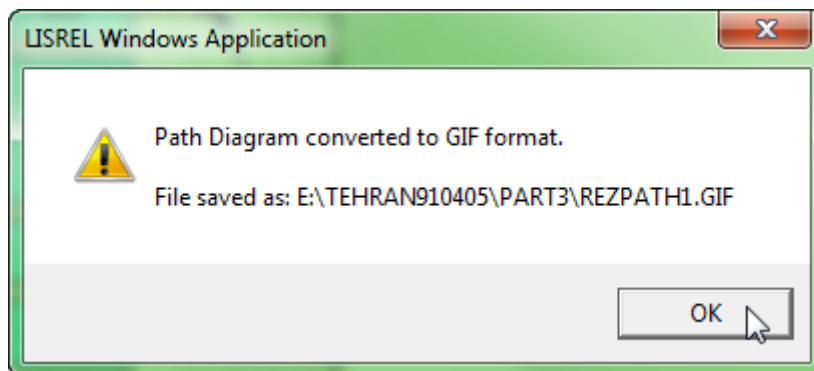 LISREL Windows Application
Path Diagram converted to GIF format.
File saved as: E:\TEHRAN910405\PART3\REZPATH1.GIF
OK